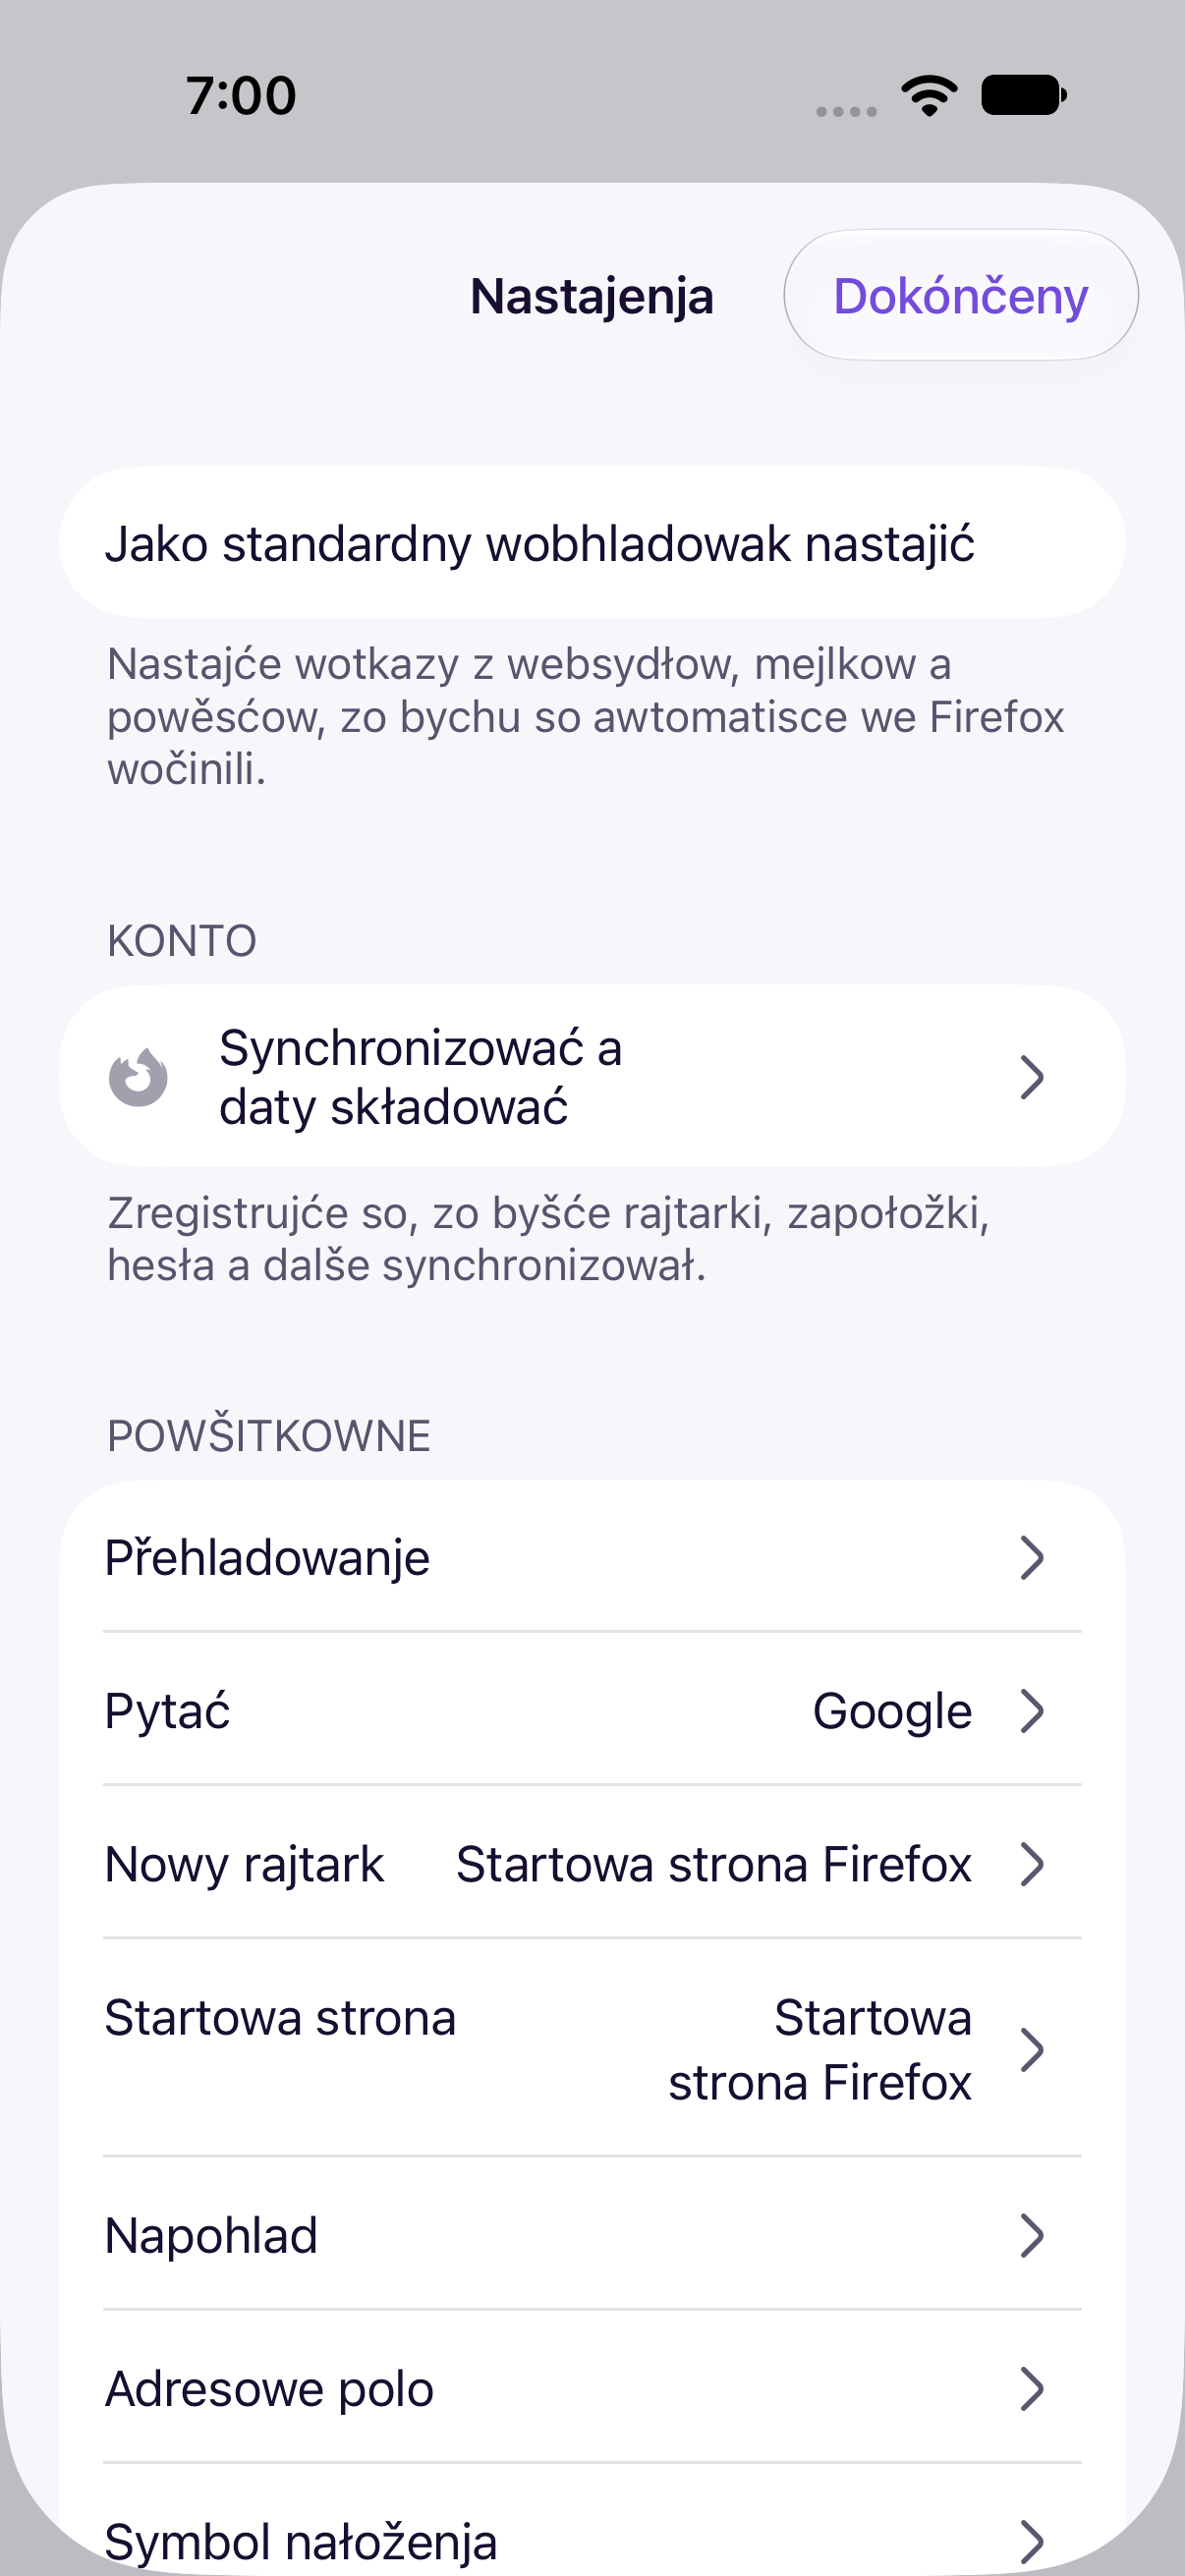 7:00
Nastajenja
Dokónčeny
Jako standardny wobhladowak nastajić
Nastajće wotkazy z websydłow, mejlkow a
powěsćow, zo bychu so awtomatisce we Firefox
wočinili.
KONTO
Synchronizować a
daty składować
Zregistrujće so, zo byšće rajtarki, zapołožki,
hesła a dalše synchronizował.
POWŠITKOWNE
Přehladowanje
Pytać
Google
Nowy rajtark
Startowa strona Firefox
Startowa strona
Startowa
strona Firefox
Napohlad
Adresowe polo
Symbol nałoženja